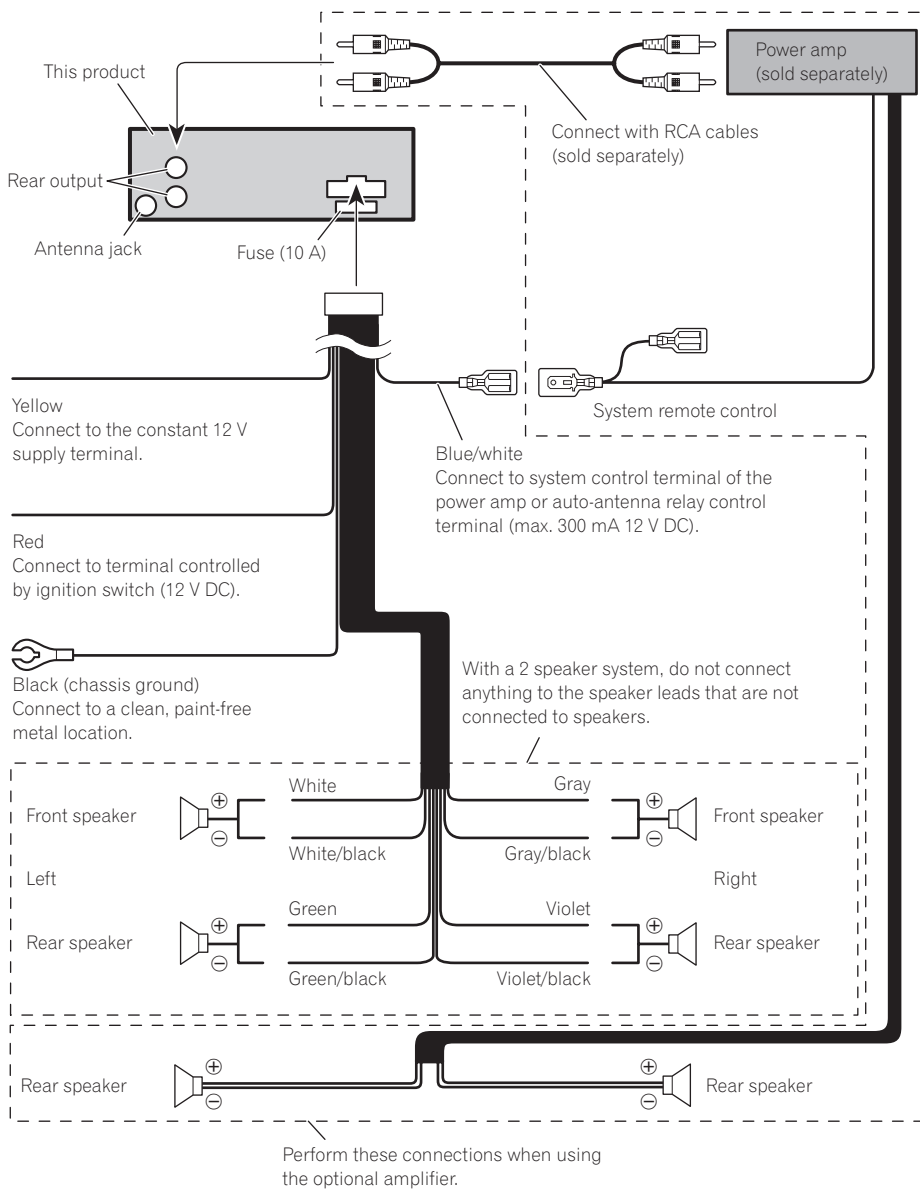 Power amp
(sold separately)
This product
Connect with RCA cables
(sold separately)
Rear output
Antenna jack
Fuse (10 A)
System remote control
Yellow
Connect to the constant 12 V
supply terminal.
Blue/white
Connect to system control terminal of the
power amp or auto-antenna relay control
terminal (max. 300 mA 12 V DC).
Red
Connect to terminal controlled
by ignition switch (12 V DC).
Black (chassis ground)
Connect to a clean, paint-free
metal location.
With a 2 speaker system, do not connect
anything to the speaker leads that are not
connected to speakers.
White
Gray
Front speaker
⊕
⊖
⊕
⊖
Front speaker
White/black
Gray/black
Left
Right
Green
Violet
Rear speaker
⊕
⊖
⊕
⊖
Rear speaker
Green/black
Violet/black
Rear speaker
⊕
⊖
⊕
⊖
Rear speaker
Perform these connections when using
the optional amplifier.